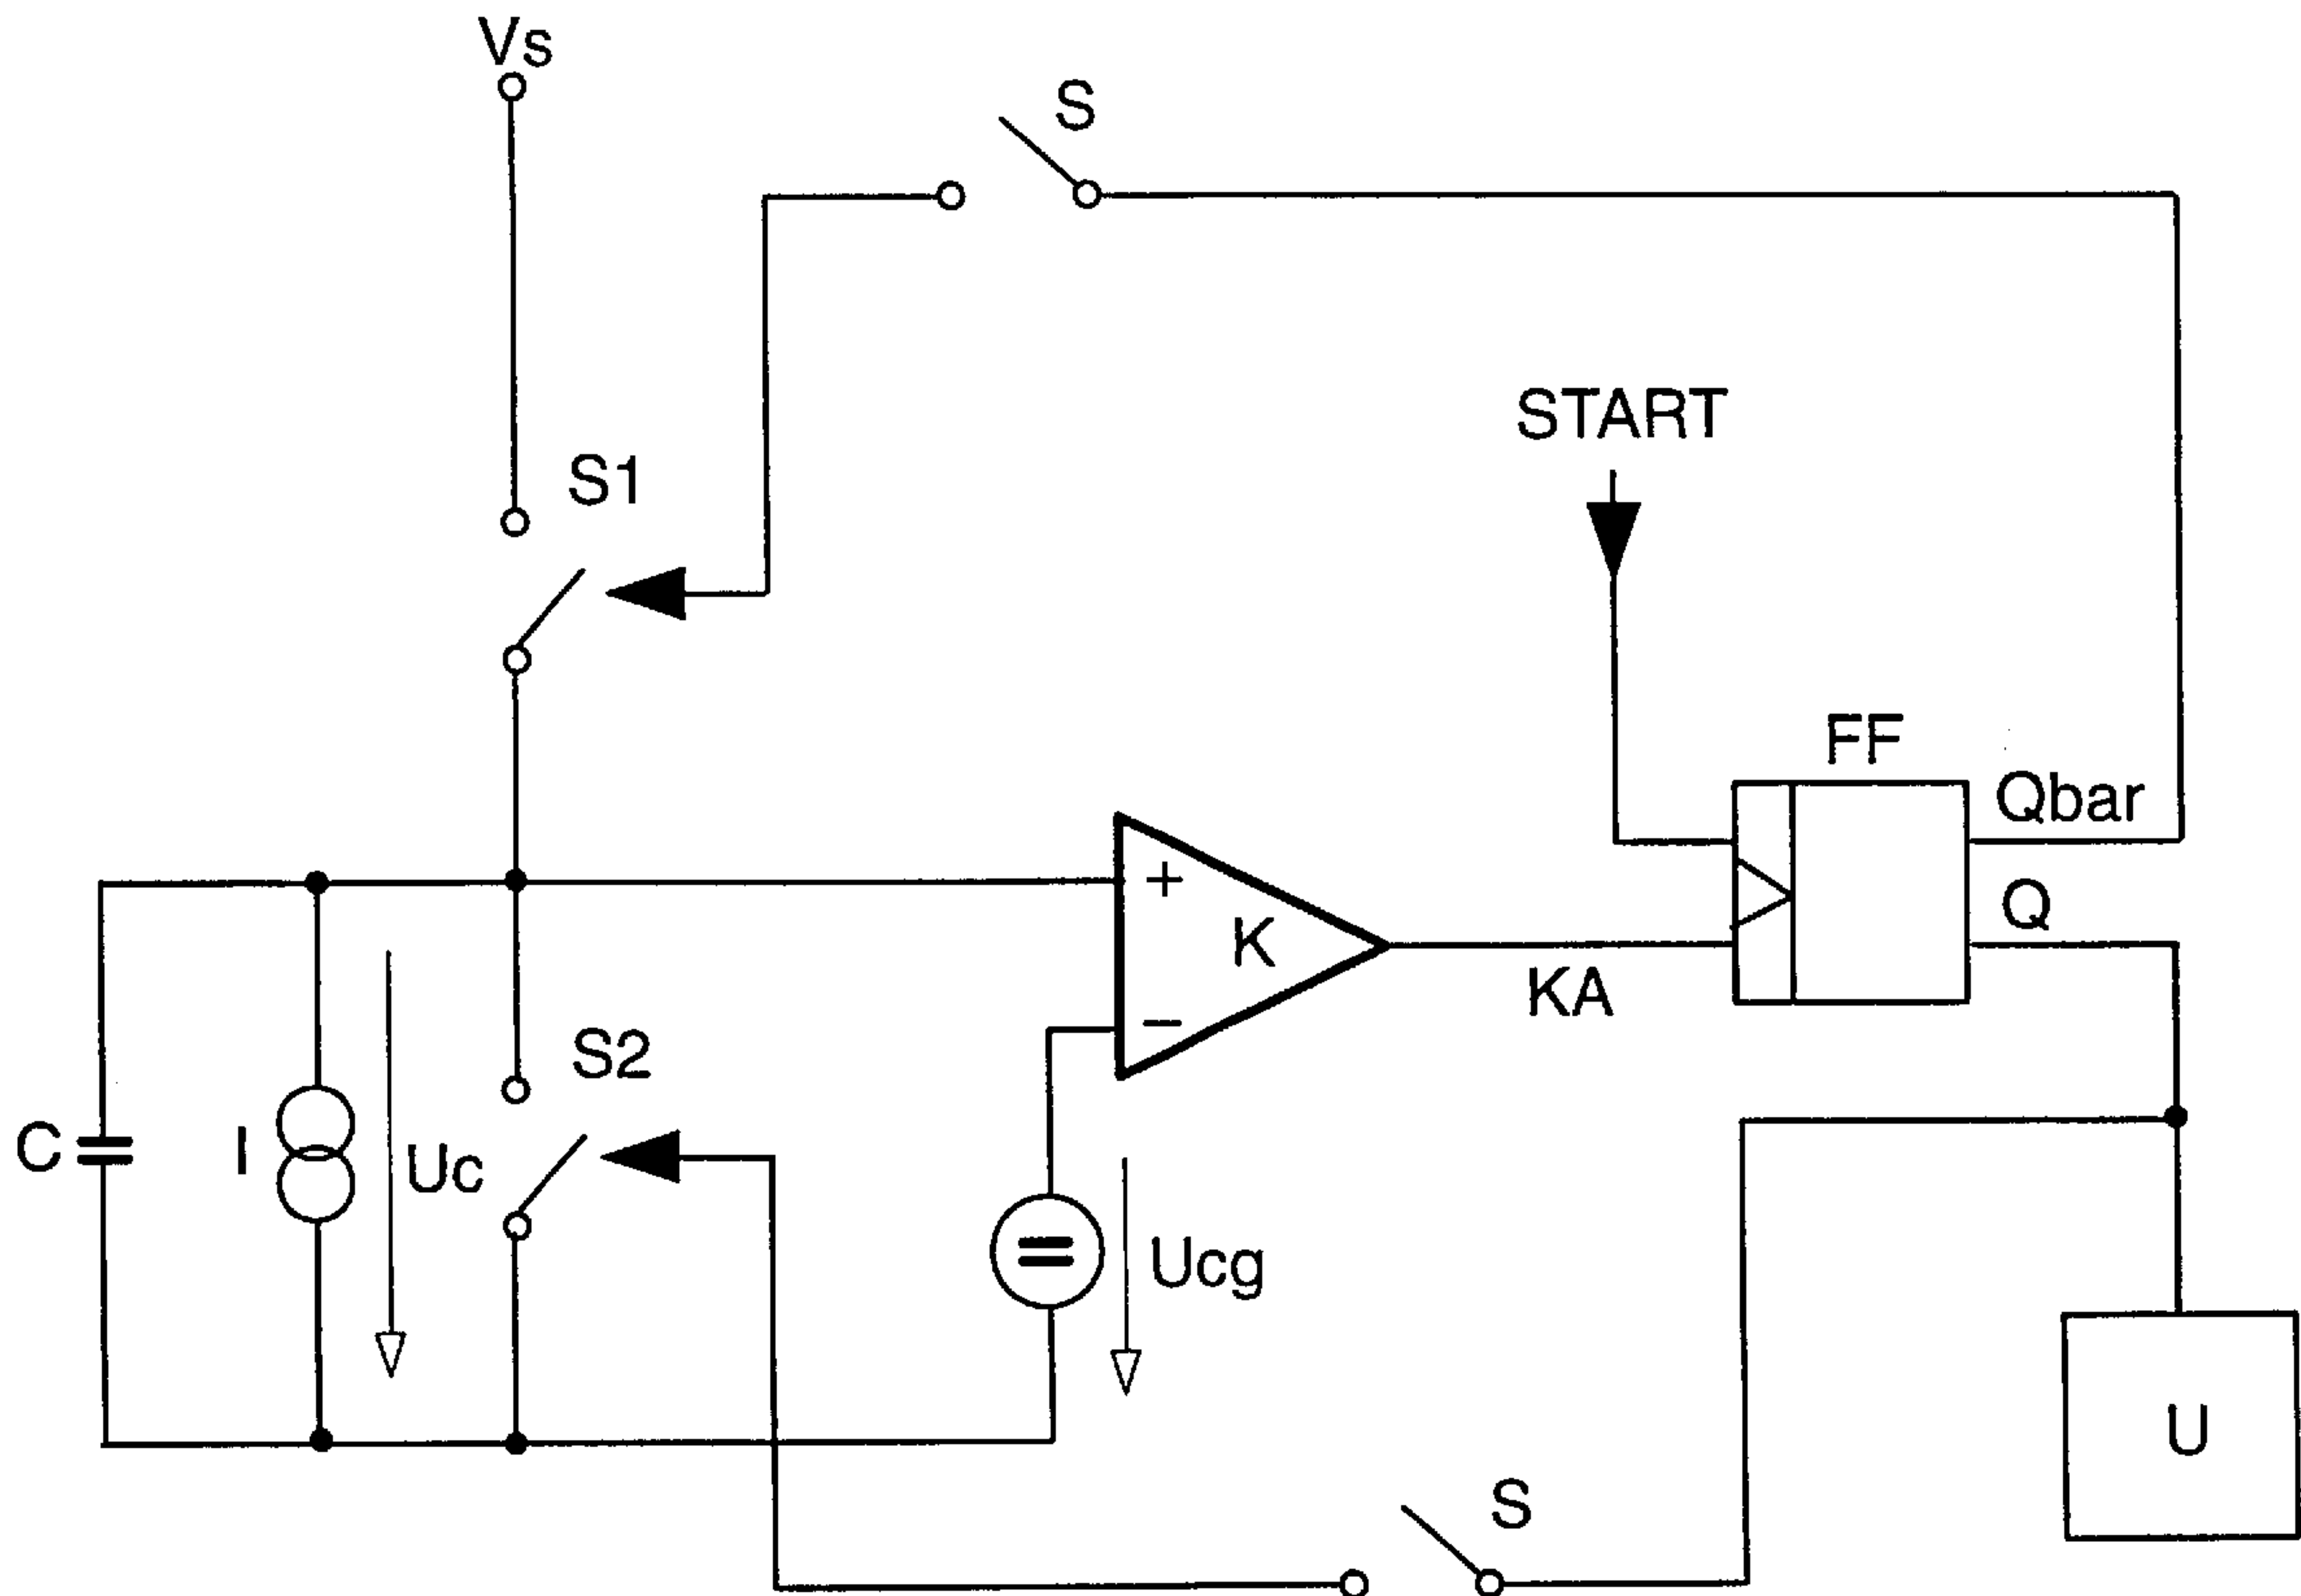 Vs
S
S1
START
FF
Qbar
+
K
Q
KA
−
S2
C
I
Uc
Ucg
=
U
S